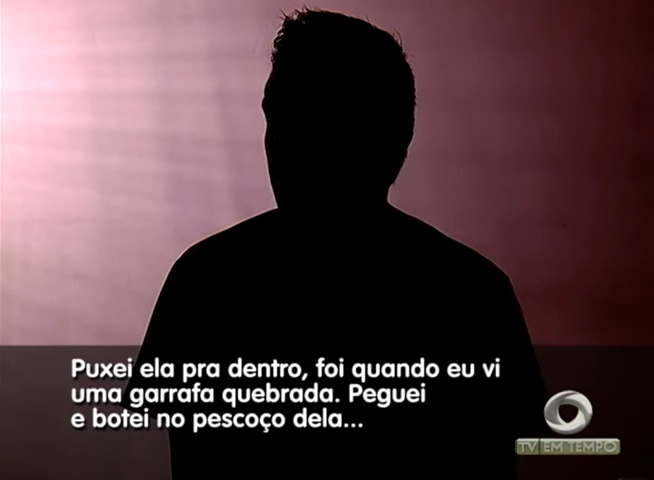 Puxei ela pra dentro, foi quando eu vi
uma garrafa quebrada. Peguei
e botei no pescoço dela...
TV EM TEMPO